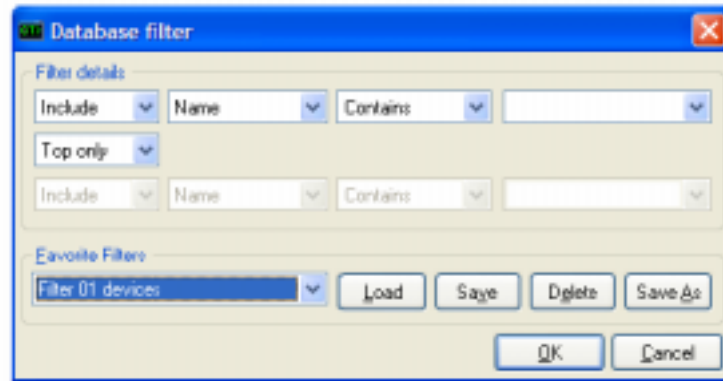 Database filter
Filter details
Include Name Contains
Top only
Include Name Contains
Favorite Filters
Filter 01 devices Load Save Delete Save As
OK Cancel